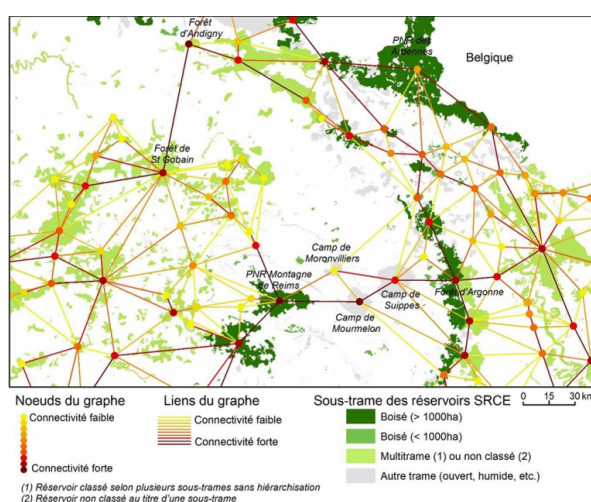 Forêt
d'Andigny
PNR des
Ardennes
Belgique
Forêt de
St Gobain
Camp de
Moronvilliers
PNR Montagne
de Reims
Camp de
Suippes
Forêt d'Argonne
Camp de
Mourmelon
Noeuds du graphe
Connectivité faible
Connectivité forte
Liens du graphe
Connectivité faible
Connectivité forte
Sous-trame des réservoirs SRCE
Boisé (> 1000ha)
Boisé (< 1000ha)
Multitrame (1) ou non classé (2)
Autre trame (ouvert, humide, etc.)
0 15 30 km
(1) Réservoir classé selon plusieurs sous-trames sans hiérarchisation
(2) Réservoir non classé au titre d'une sous-trame